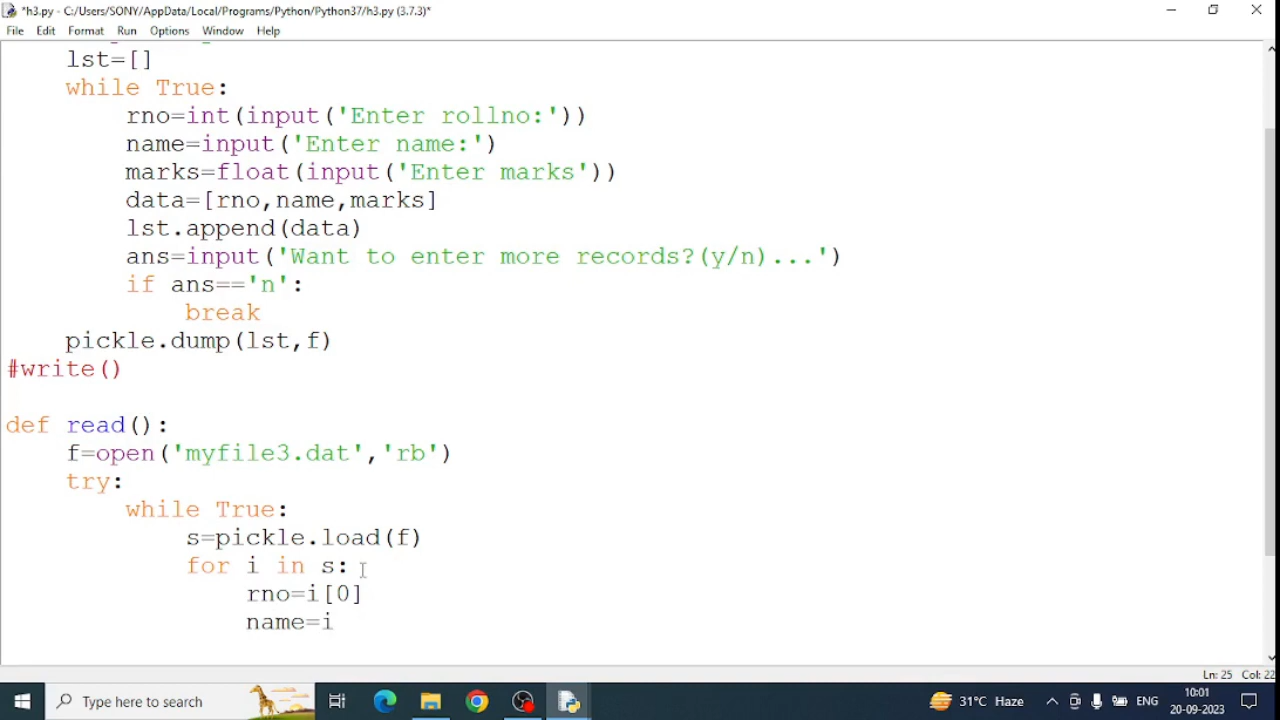 *h3.py - C:/Users/SONY/AppData/Local/Programs/Python/Python37/h3.py (3.7.3)*
File Edit Format Run Options Window Help
lst=[]
while True:
rno=int(input('Enter rollno:'))
name=input('Enter name:')
marks=float(input('Enter marks'))
data=[rno,name,marks]
lst.append(data)
ans=input('Want to enter more records?(y/n)...')
if ans=='n':
break
pickle.dump(lst,f)
#write()
def read():
f=open('myfile3.dat','rb')
try:
while True:
s=pickle.load(f)
for i in s:
rno=i[0]
name=i
Ln: 25 Col: 22
Type here to search
31°C Haze
ENG
10:01
20-09-2023